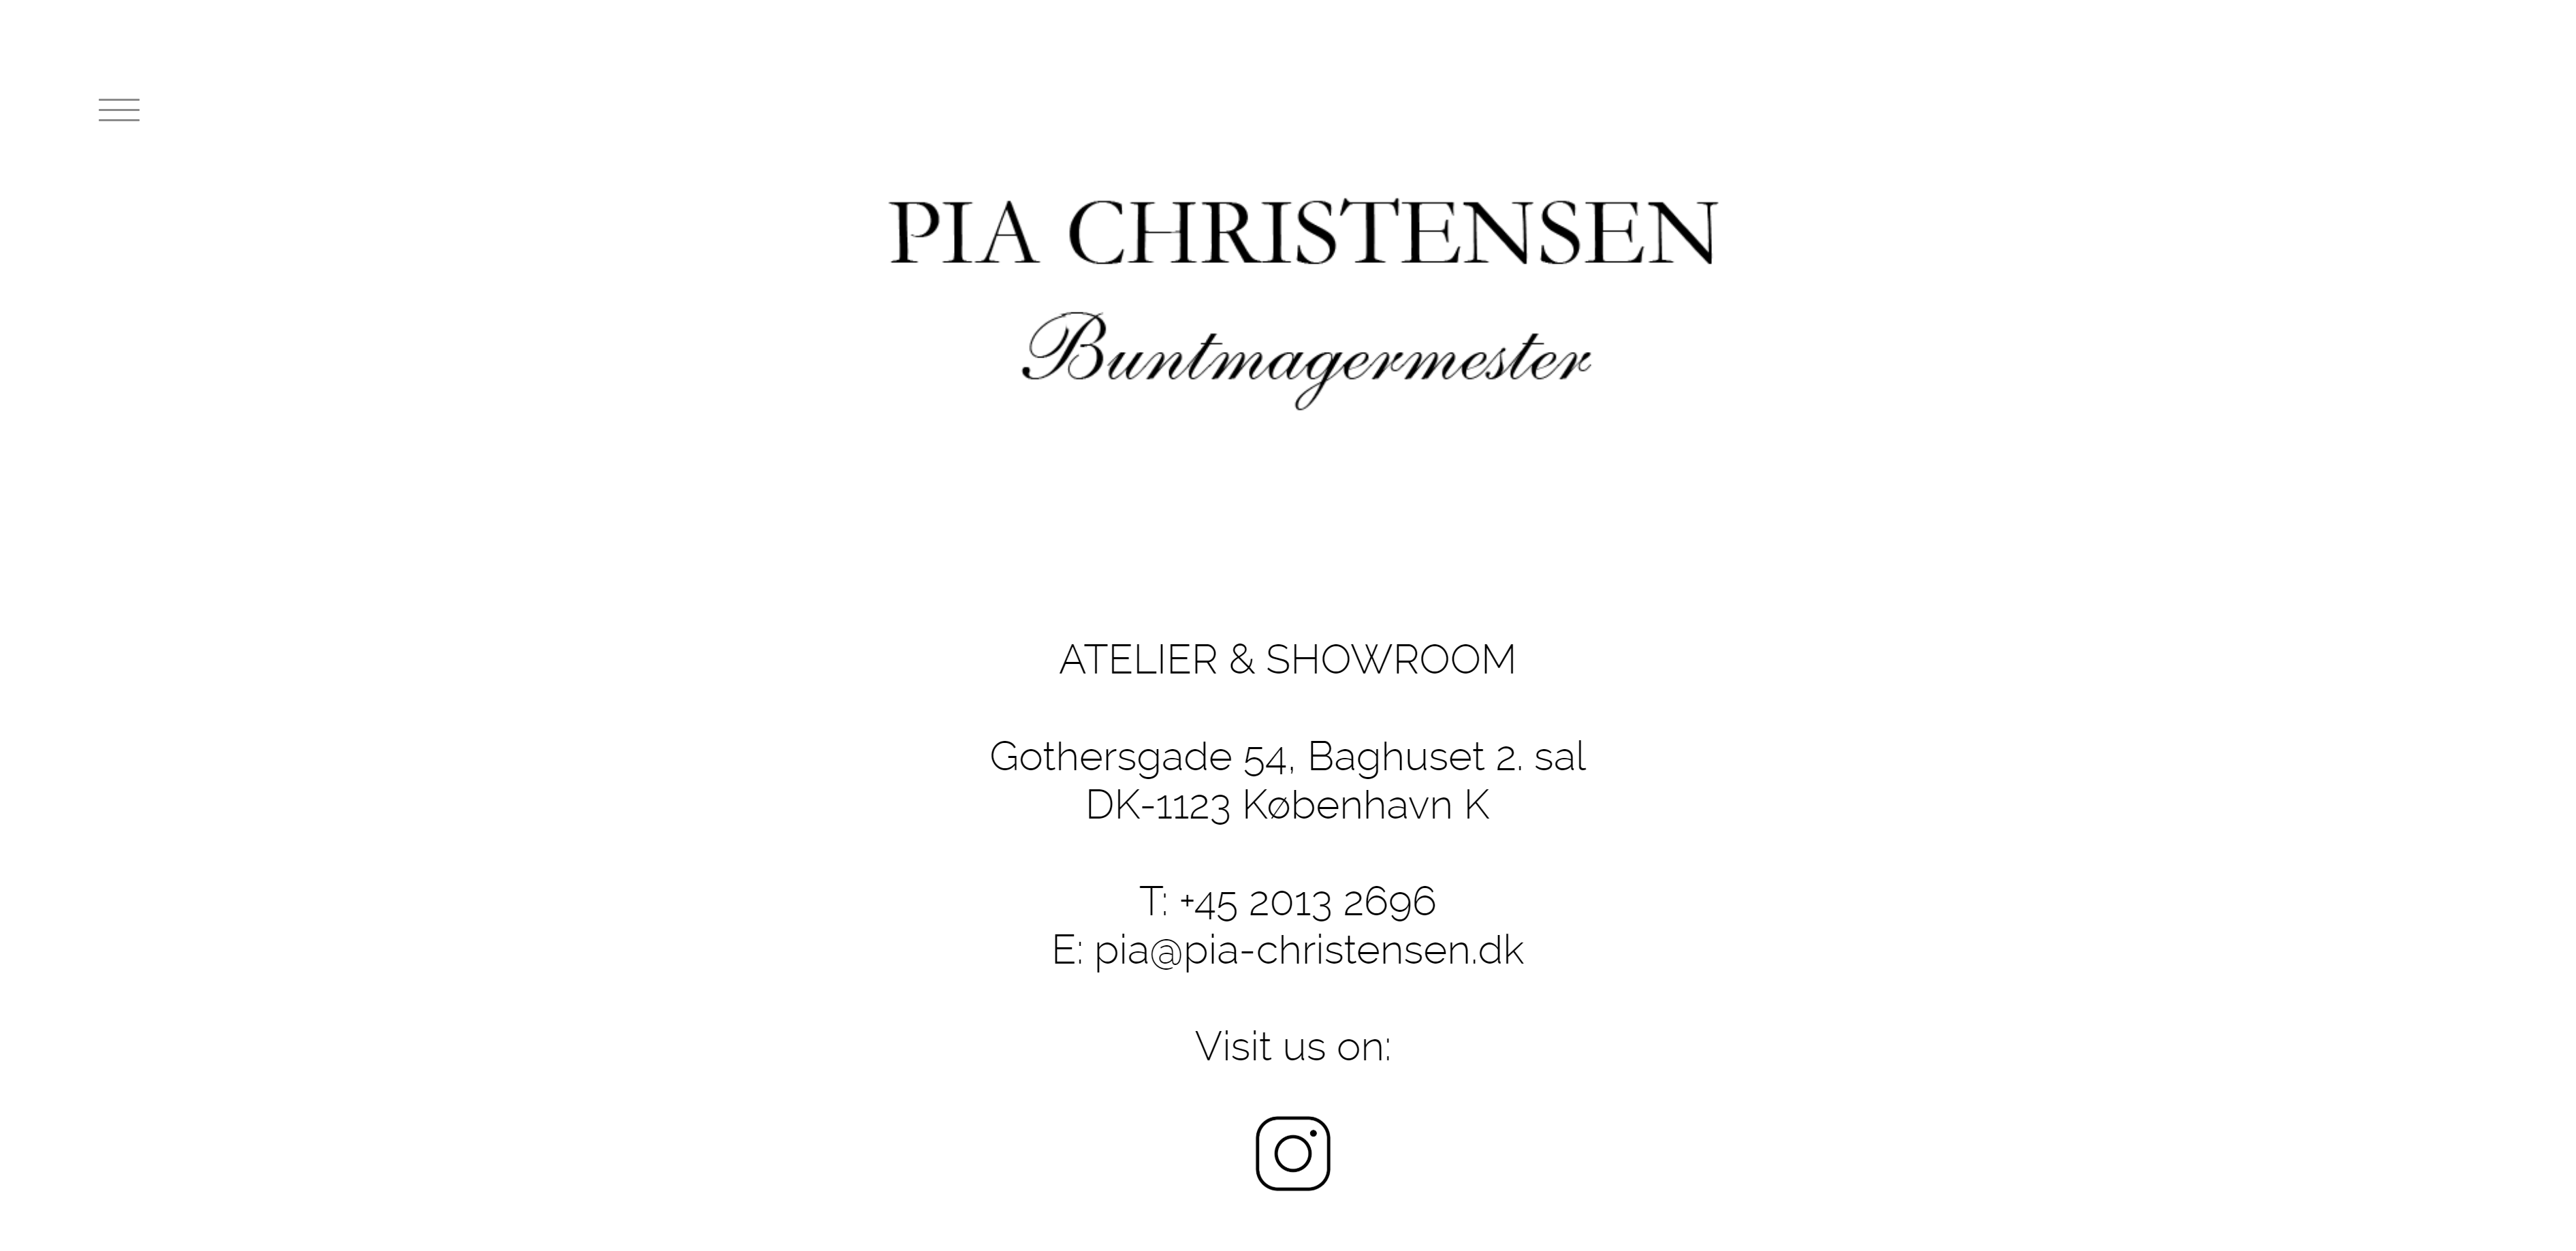 PIA CHRISTENSEN
Buntmagermester
ATELIER & SHOWROOM
Gothersgade 54, Baghuset 2. sal
DK-1123 København K
T: +45 2013 2696
E: pia@pia-christensen.dk
Visit us on: